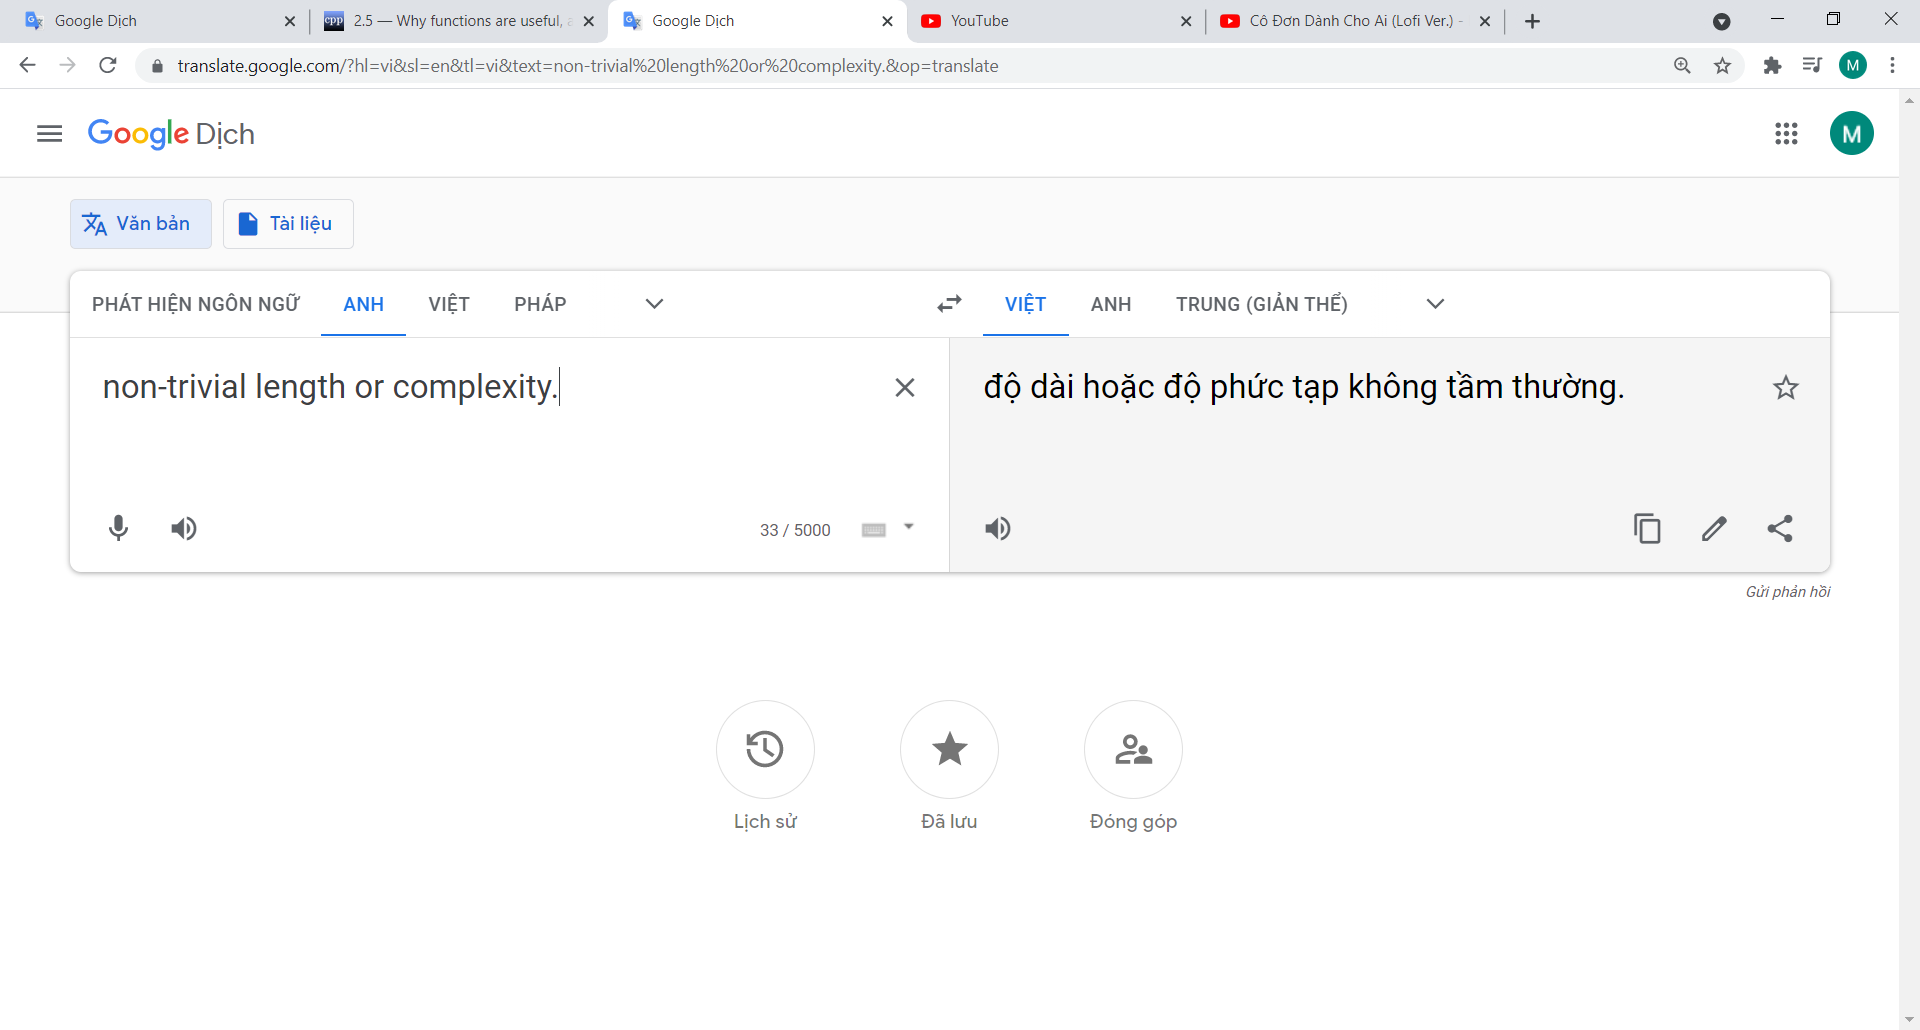 Google Dịch
2.5 — Why functions are useful,
Google Dịch
YouTube
Cô Đơn Dành Cho Ai (Lofi Ver.) -
translate.google.com/?hl=vi&sl=en&tl=vi&text=non-trivial%20length%20or%20complexity.&op=translate
M
Google Dịch
M
Văn bản
Tài liệu
PHÁT HIỆN NGÔN NGỮ
ANH
VIỆT
PHÁP
VIỆT
ANH
TRUNG (GIẢN THỂ)
non-trivial length or complexity.
độ dài hoặc độ phức tạp không tầm thường.
33 / 5000
Gửi phản hồi
Lịch sử
Đã lưu
Đóng góp